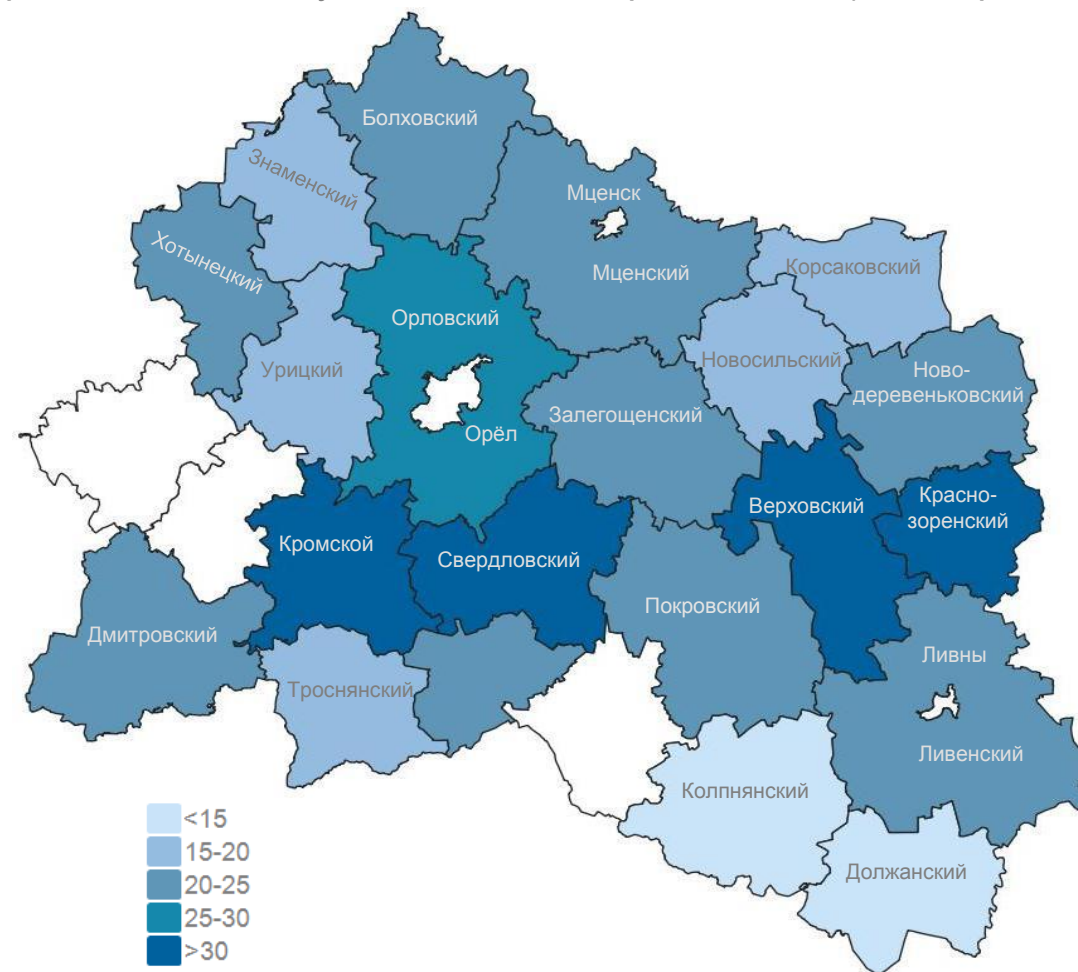 Болховский
Знаменский
Мценск
Хотынецкий
Мценский
Корсаковский
Орловский
Урицкий
Новосильский
Ново-
деревеньковский
Залегощенский
Орёл
Верховский
Красно-
зоренский
Кромской
Свердловский
Покровский
Дмитровский
Ливны
Троснянский
Ливенский
Колпнянский
Должанский
<15
15-20
20-25
25-30
>30